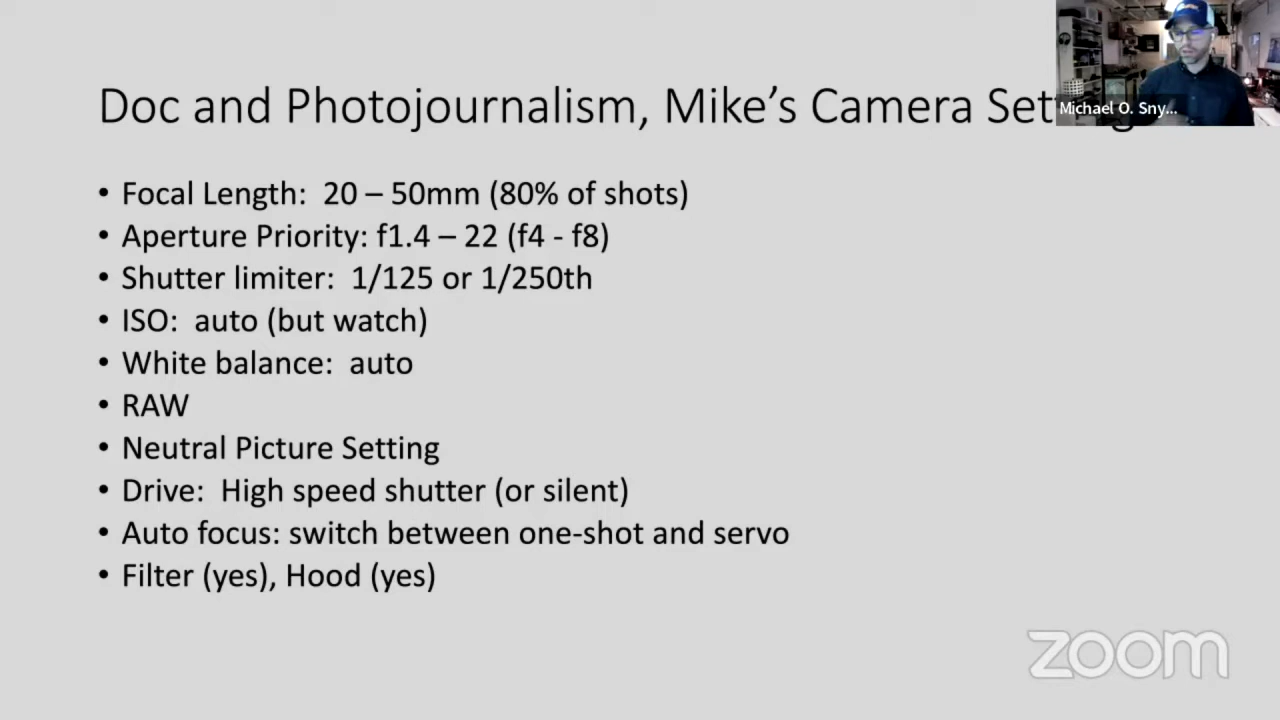 Doc and Photojournalism, Mike's Camera Set
Michael O. Sny...
• Focal Length: 20 – 50mm (80% of shots)
• Aperture Priority: f1.4 – 22 (f4 - f8)
• Shutter limiter: 1/125 or 1/250th
• ISO: auto (but watch)
• White balance: auto
• RAW
• Neutral Picture Setting
• Drive: High speed shutter (or silent)
• Auto focus: switch between one-shot and servo
• Filter (yes), Hood (yes)
zoom